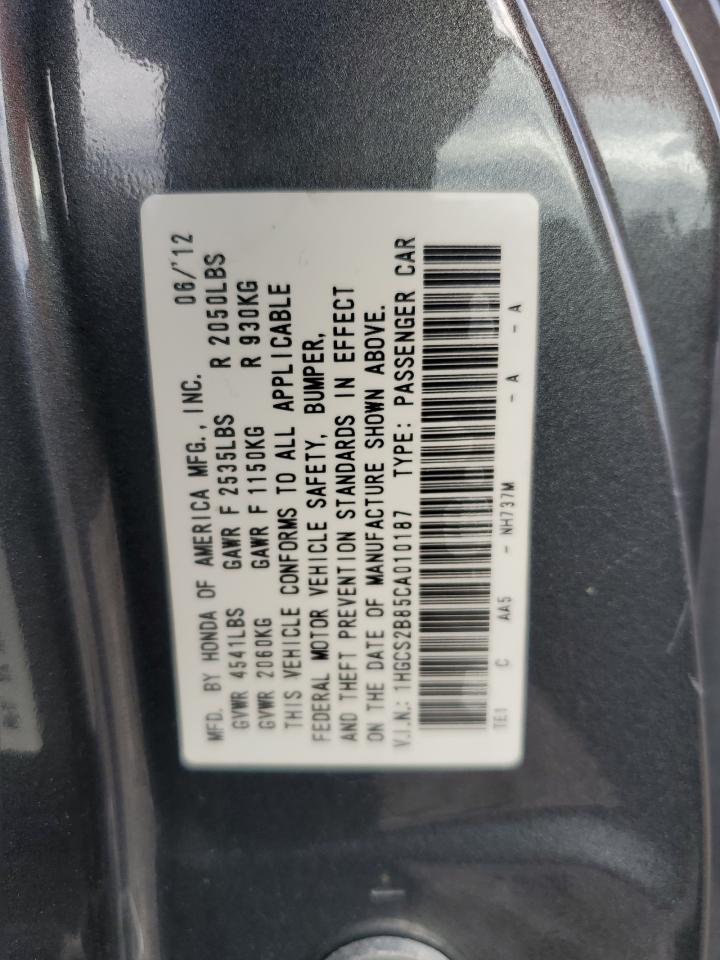 MFD. BY HONDA OF AMERICA MFG., INC. 06/'12
GVWR 4541LBS GAWR F 2535LBS R 2050LBS
GVWR 2060KG GAWR F 1150KG R 930KG
THIS VEHICLE CONFORMS TO ALL APPLICABLE
FEDERAL MOTOR VEHICLE SAFETY, BUMPER,
AND THEFT PREVENTION STANDARDS IN EFFECT
ON THE DATE OF MANUFACTURE SHOWN ABOVE.
V.I.N.: 1HGCS2B85CA010187 TYPE: PASSENGER CAR
TE1 C AA5 - NH737M - A - A